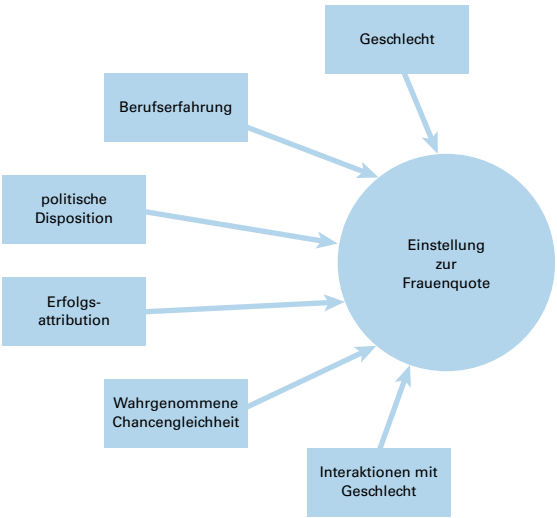 Geschlecht
Berufserfahrung
politische
Disposition
Einstellung
zur
Frauenquote
Erfolgs-
attribution
Wahrgenommene
Chancengleichheit
Interaktionen mit
Geschlecht